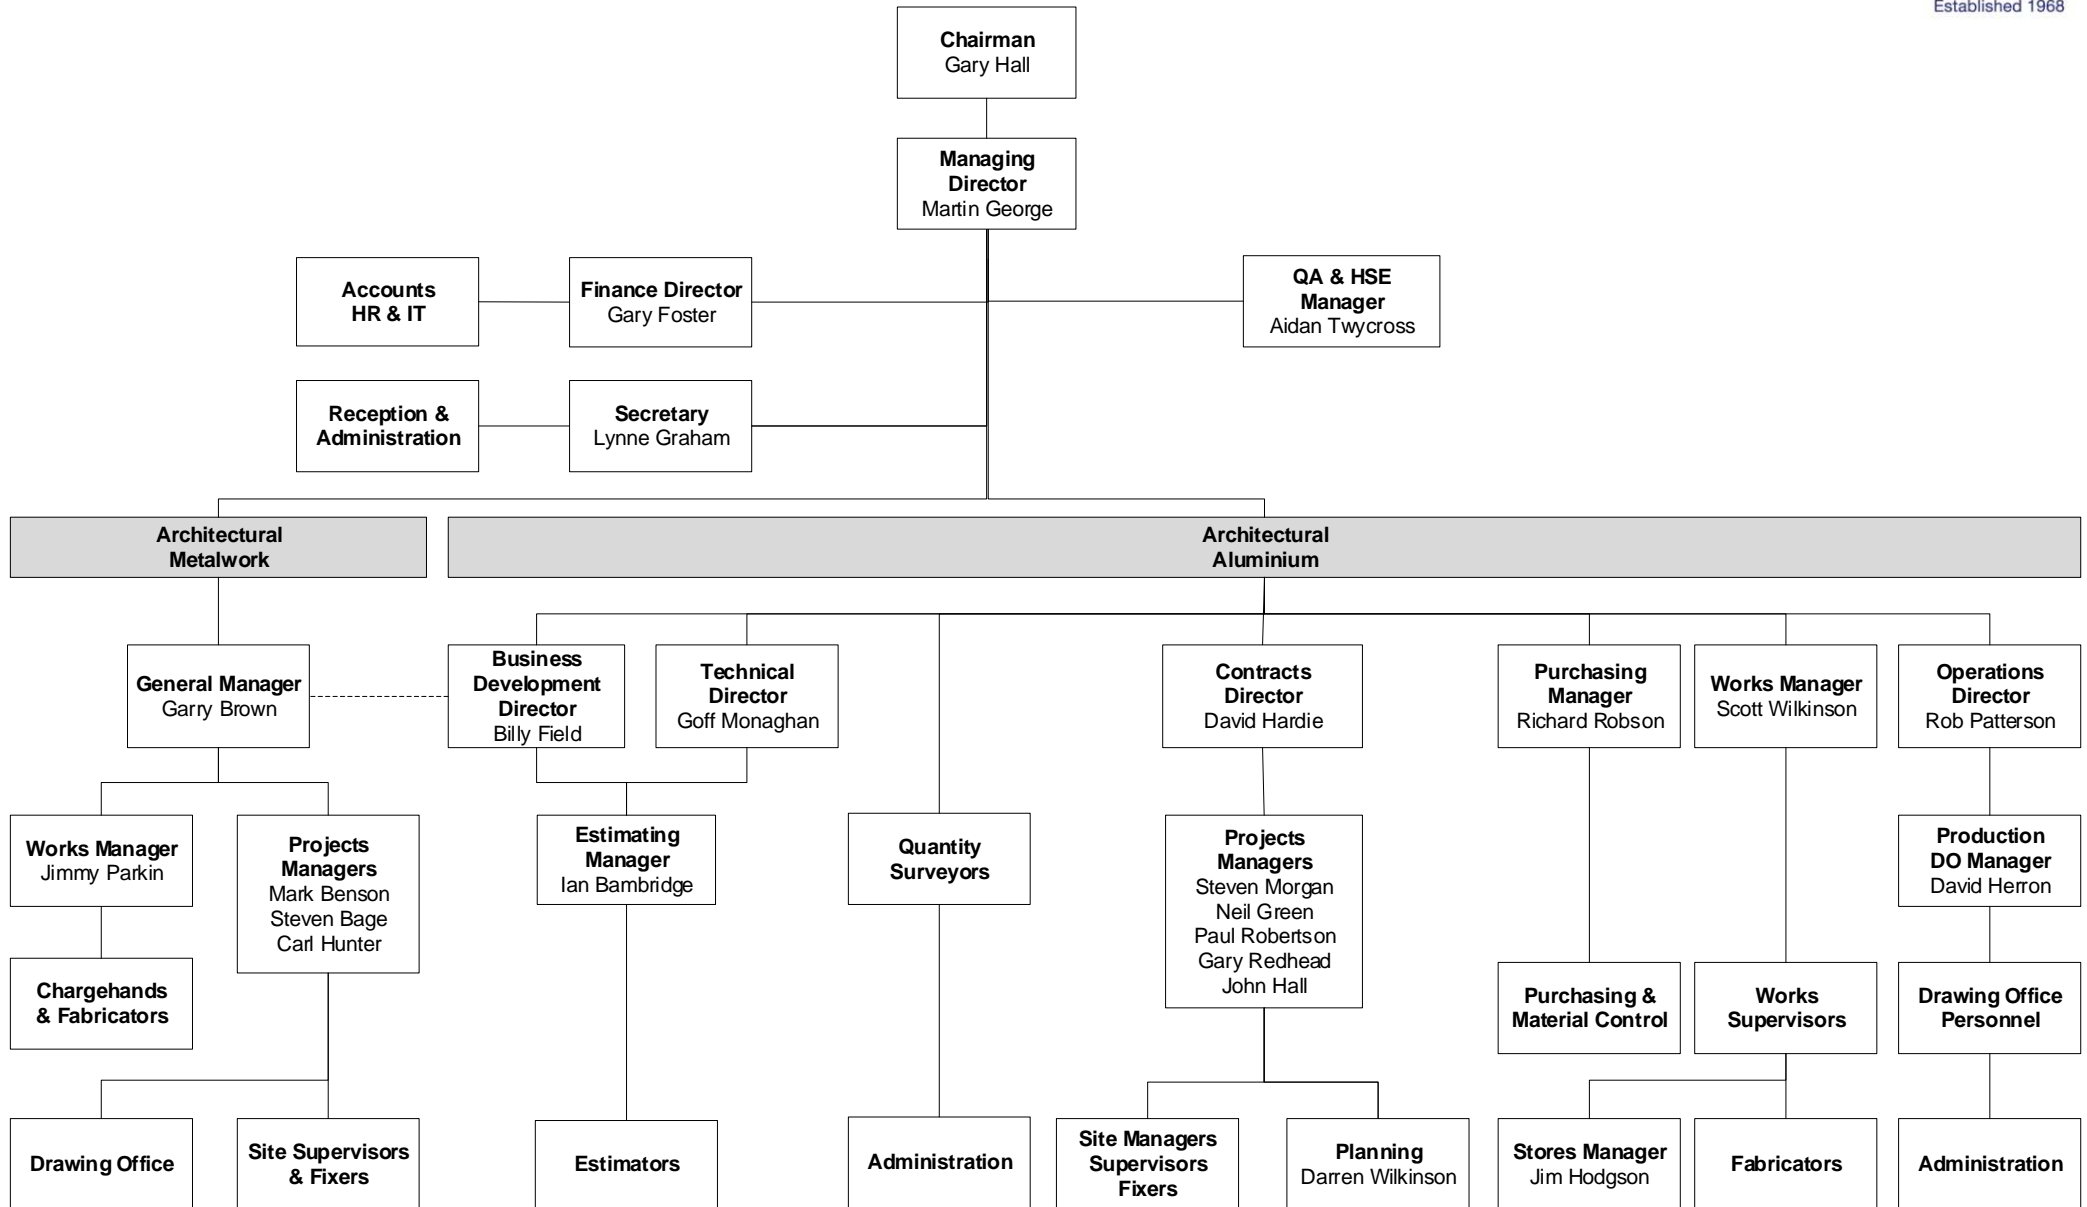 Established 1968
Chairman
Gary Hall
Managing
Director
Martin George
Accounts
HR & IT
Finance Director
Gary Foster
QA & HSE
Manager
Aidan Twycross
Reception &
Administration
Secretary
Lynne Graham
Architectural
Metalwork
Architectural
Aluminium
General Manager
Garry Brown
Business
Development
Director
Billy Field
Technical
Director
Goff Monaghan
Contracts
Director
David Hardie
Purchasing
Manager
Richard Robson
Works Manager
Scott Wilkinson
Operations
Director
Rob Patterson
Works Manager
Jimmy Parkin
Projects
Managers
Mark Benson
Steven Bage
Carl Hunter
Estimating
Manager
Ian Bambridge
Quantity
Surveyors
Projects
Managers
Steven Morgan
Neil Green
Paul Robertson
Gary Redhead
John Hall
Production
DO Manager
David Herron
Chargehands
& Fabricators
Purchasing &
Material Control
Works
Supervisors
Drawing Office
Personnel
Drawing Office
Site Supervisors
& Fixers
Estimators
Administration
Site Managers
Supervisors
Fixers
Planning
Darren Wilkinson
Stores Manager
Jim Hodgson
Fabricators
Administration